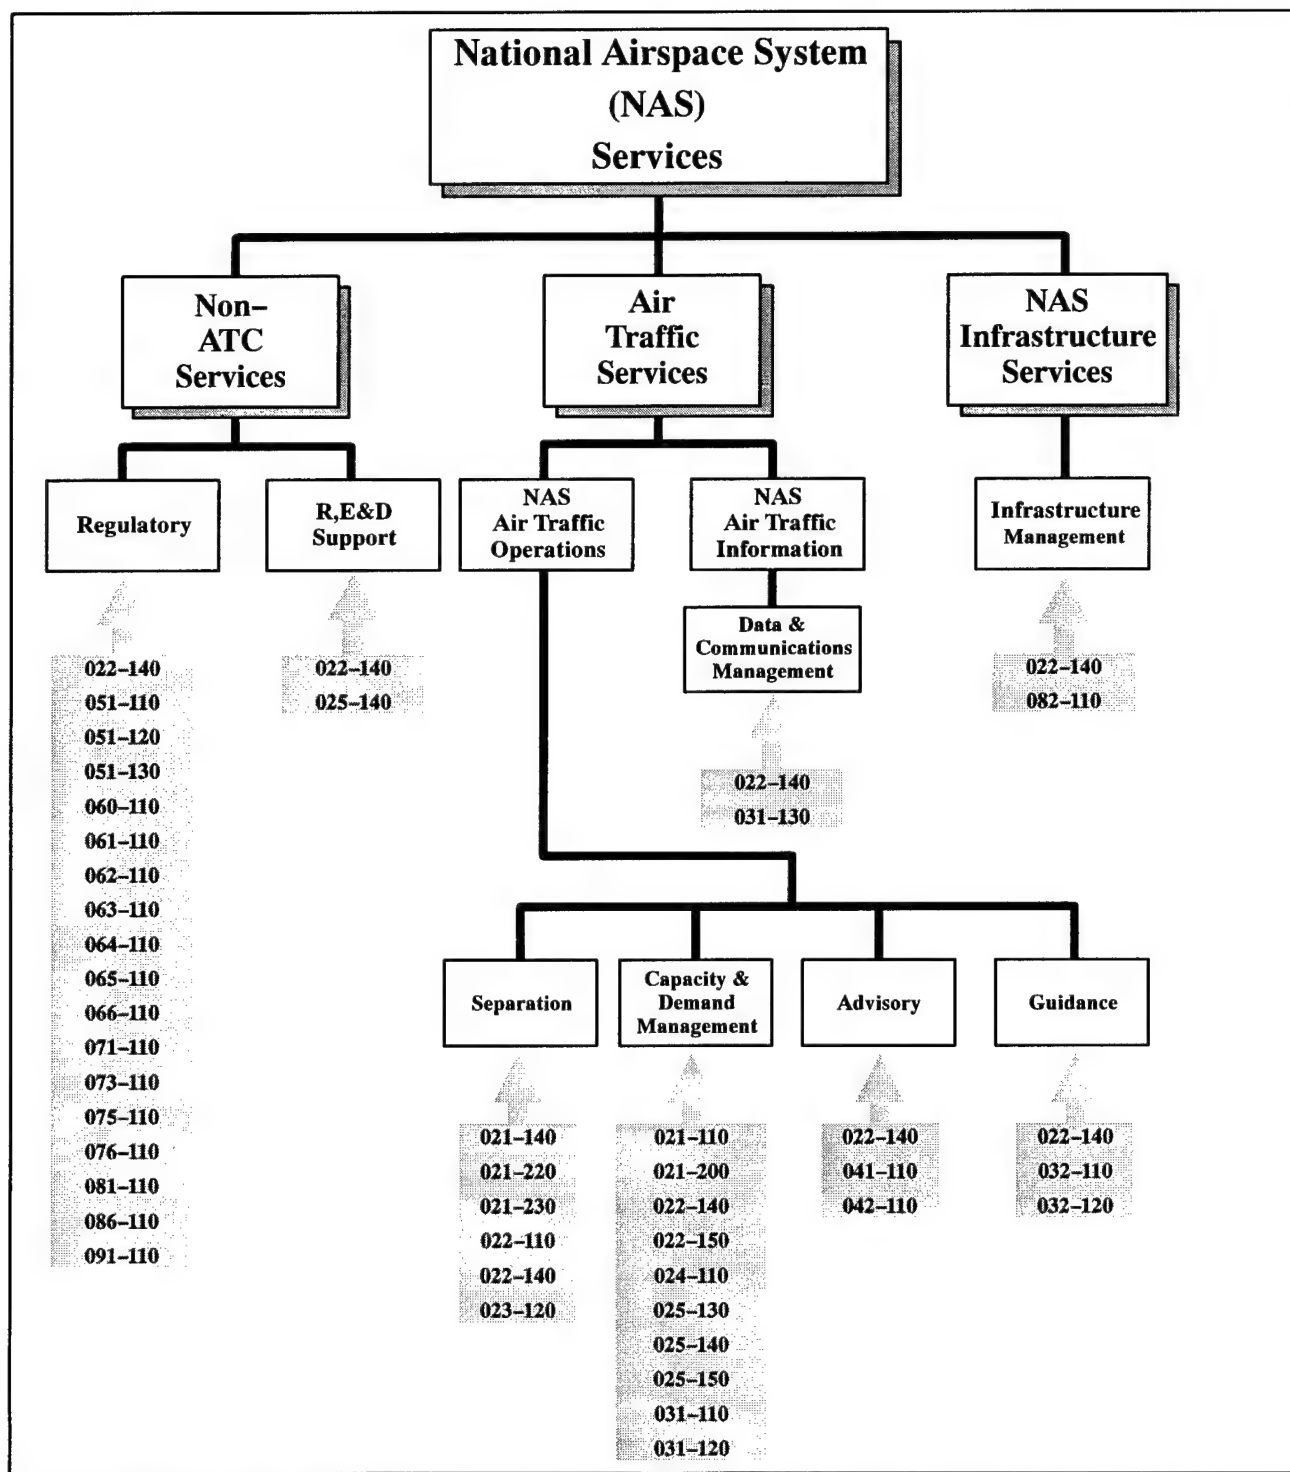 National Airspace System
(NAS)
Services
Non–
ATC
Services
Air
Traffic
Services
NAS
Infrastructure
Services
Regulatory
R,E&D
Support
NAS
Air Traffic
Operations
NAS
Air Traffic
Information
Infrastructure
Management
Data &
Communications
Management
022–140
051–110
051–120
051–130
060–110
061–110
062–110
063–110
064–110
065–110
066–110
071–110
073–110
075–110
076–110
081–110
086–110
091–110
022–140
025–140
022–140
031–130
022–140
082–110
Separation
Capacity &
Demand
Management
Advisory
Guidance
021–140
021–220
021–230
022–110
022–140
023–120
021–110
021–200
022–140
022–150
024–110
025–130
025–140
025–150
031–110
031–120
022–140
041–110
042–110
022–140
032–110
032–120